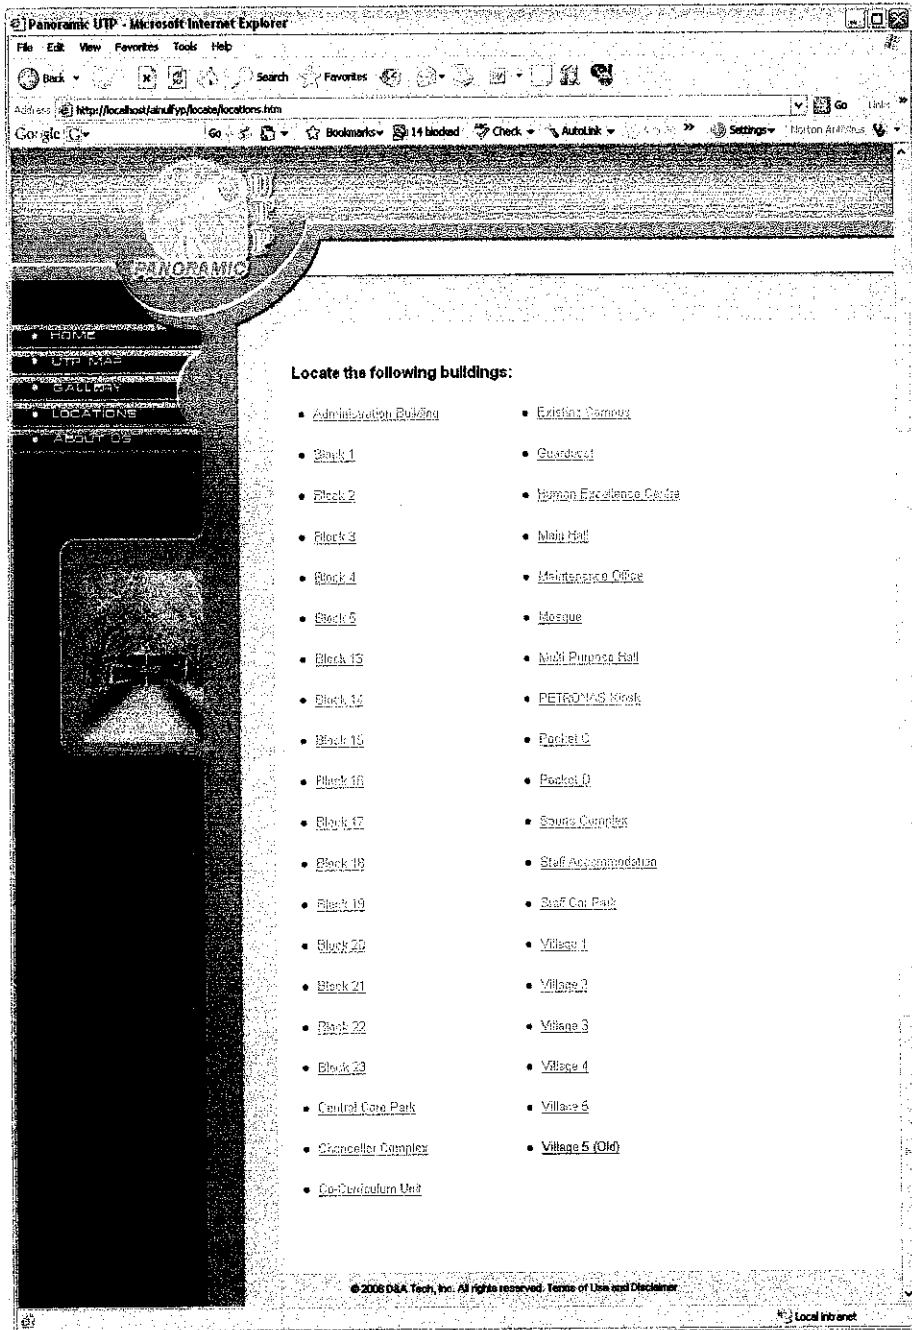 Panoramic UTP - Microsoft Internet Explorer
File Edit View Favorites Tools Help
Back Search Favorites
Address http://localhost/ainulfyp/locate/locations.htm Go Links
Google Go Bookmarks 14 blocked Check AutoLink Settings Norton AntiVirus
UTP
PANORAMIC
HOME
UTP MAP
GALLERY
LOCATIONS
ABOUT US
Locate the following buildings:
Administration Building
Block 1
Block 2
Block 3
Block 4
Block 5
Block 13
Block 14
Block 15
Block 16
Block 17
Block 18
Block 19
Block 20
Block 21
Block 22
Block 23
Central Core Park
Chancellor Complex
Co-Curriculum Unit
Existing Campus
Guardpost
Human Excellence Centre
Main Hall
Maintenance Office
Mosque
Multi Purpose Hall
PETRONAS Kiosk
Pocket C
Pocket D
Sports Complex
Staff Accommodation
Staff Car Park
Village 1
Village 2
Village 3
Village 4
Village 5
Village 5 (Old)
© 2006 D&A Tech, Inc. All rights reserved. Terms of Use and Disclaimer
Local intranet